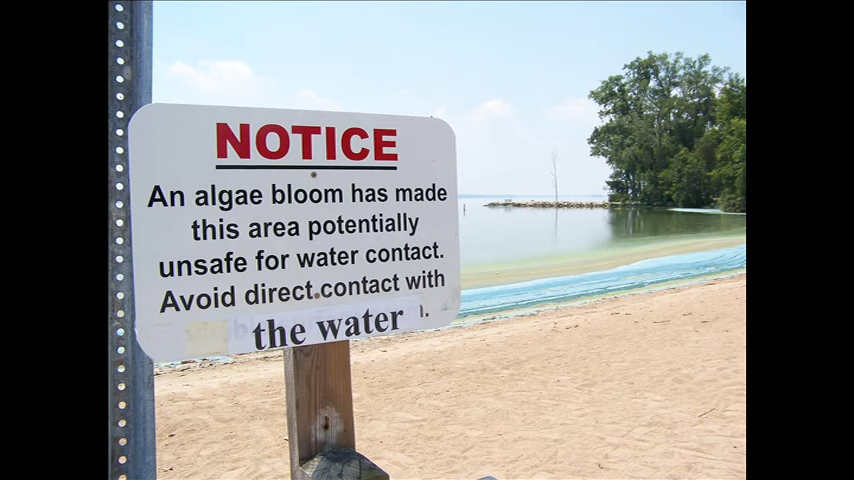 NOTICE
An algae bloom has made
this area potentially
unsafe for water contact.
Avoid direct contact with
the water